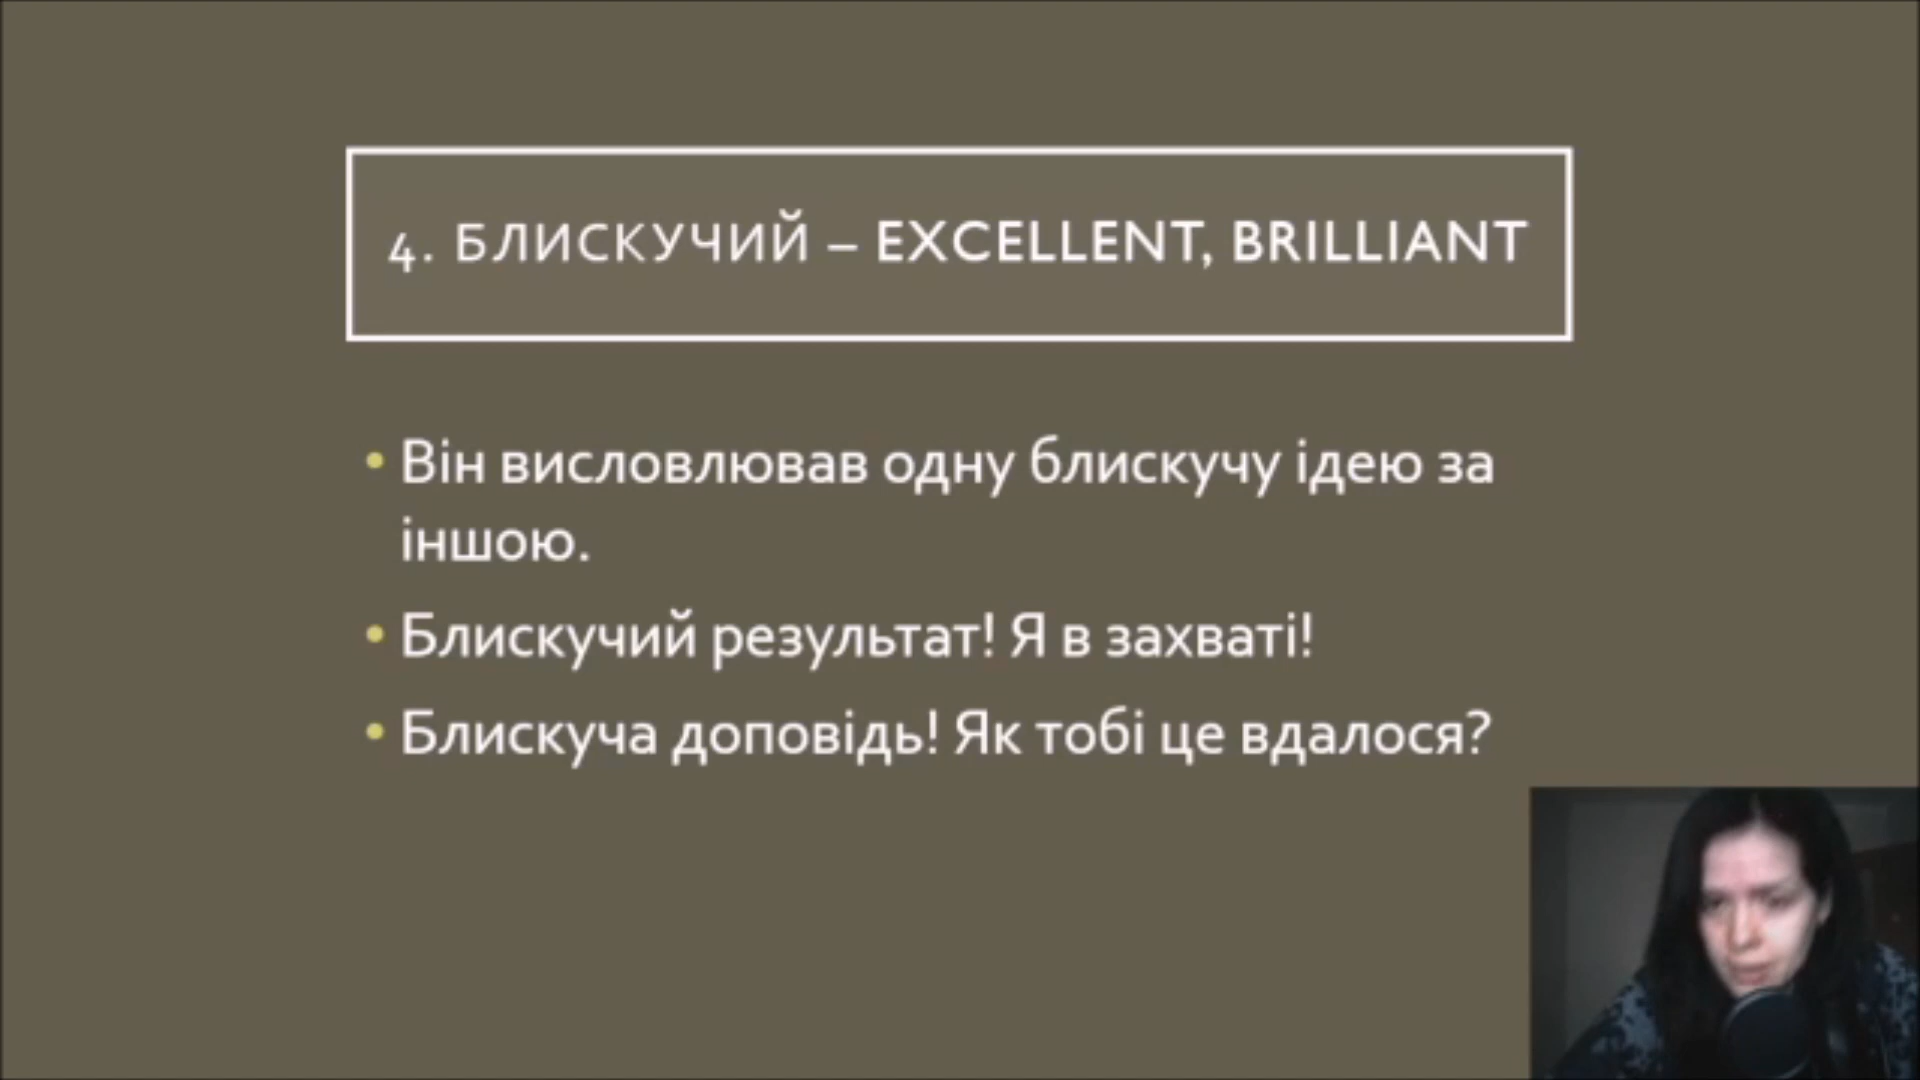 4. БЛИСКУЧИЙ – EXCELLENT, BRILLIANT
• Він висловлював одну блискучу ідею за
іншою.
• Блискучий результат! Я в захваті!
• Блискуча доповідь! Як тобі це вдалося?